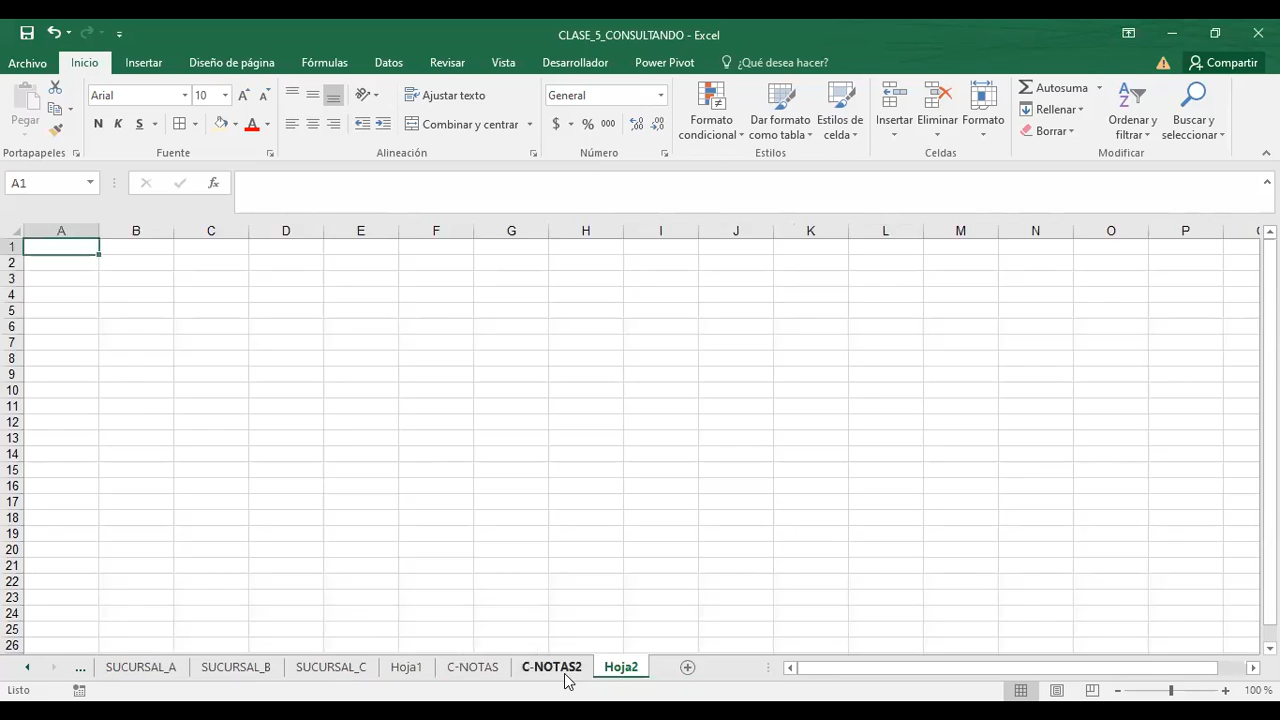 CLASE_5_CONSULTANDO - Excel
Archivo Inicio Insertar Diseño de página Fórmulas Datos Revisar Vista Desarrollador Power Pivot ¿Qué desea hacer? Compartir
Pegar
Portapapeles
Arial 10
N K S
Fuente
Ajustar texto
Combinar y centrar
Alineación
General
$ % 000
Número
Formato condicional
Dar formato como tabla
Estilos de celda
Estilos
Insertar Eliminar Formato
Celdas
Autosuma
Rellenar
Borrar
Ordenar y filtrar
Buscar y seleccionar
Modificar
A1 fx
A B C D E F G H I J K L M N O P
1
2
3
4
5
6
7
8
9
10
11
12
13
14
15
16
17
18
19
20
21
22
23
24
25
26
... SUCURSAL_A SUCURSAL_B SUCURSAL_C Hoja1 C-NOTAS C-NOTAS2 Hoja2
Listo 100 %